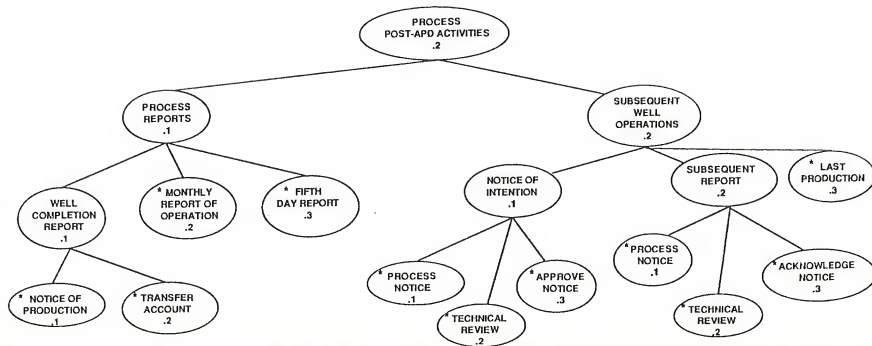 PROCESS
POST-APD ACTIVITIES
.2
PROCESS
REPORTS
.1
SUBSEQUENT
WELL
OPERATIONS
.2
WELL
COMPLETION
REPORT
.1
* MONTHLY
REPORT OF
OPERATION
.2
* FIFTH
DAY REPORT
.3
NOTICE OF
INTENTION
.1
SUBSEQUENT
REPORT
.2
* LAST
PRODUCTION
.3
* NOTICE OF
PRODUCTION
.1
* TRANSFER
ACCOUNT
.2
* PROCESS
NOTICE
.1
* TECHNICAL
REVIEW
.2
* APPROVE
NOTICE
.3
* PROCESS
NOTICE
.1
* TECHNICAL
REVIEW
.2
* ACKNOWLEDGE
NOTICE
.3